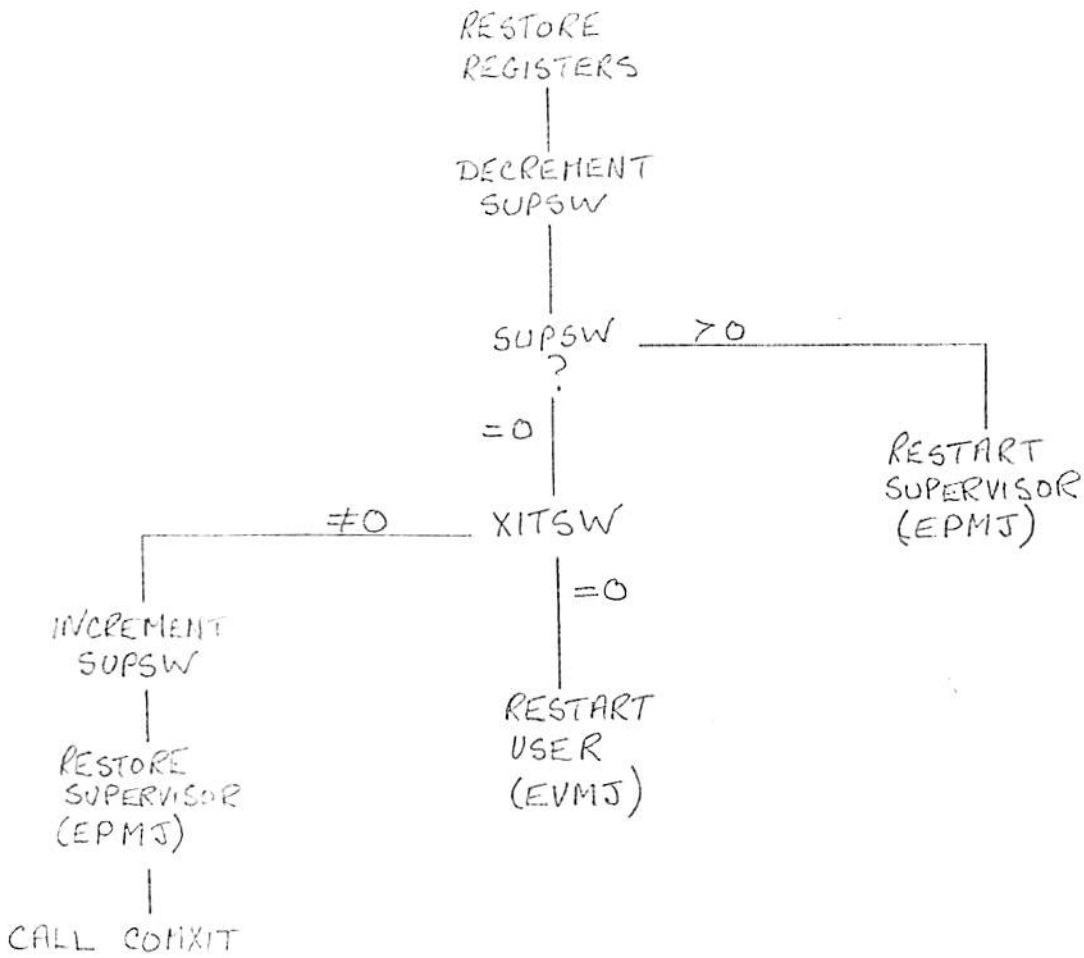 RESTORE
REGISTERS
DECREMENT
SUPSW
SUPSW
?
>0
=0
RESTART
SUPERVISOR
(EPMJ)
XITSW
≠0
=0
INCREMENT
SUPSW
RESTORE
SUPERVISOR
(EPMJ)
CALL COMXIT
RESTART
USER
(EVMJ)